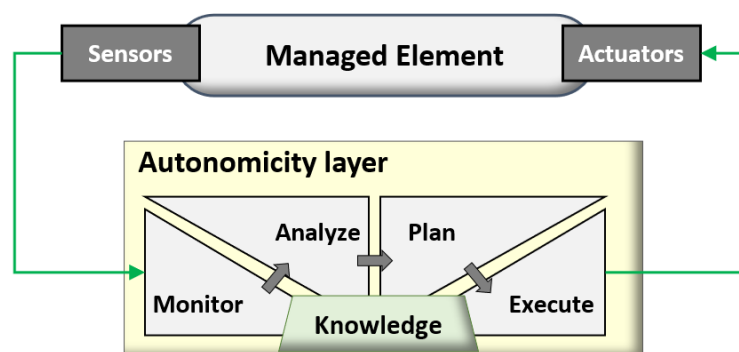 Sensors
Managed Element
Actuators
Autonomicity layer
Analyze
Plan
Monitor
Execute
Knowledge